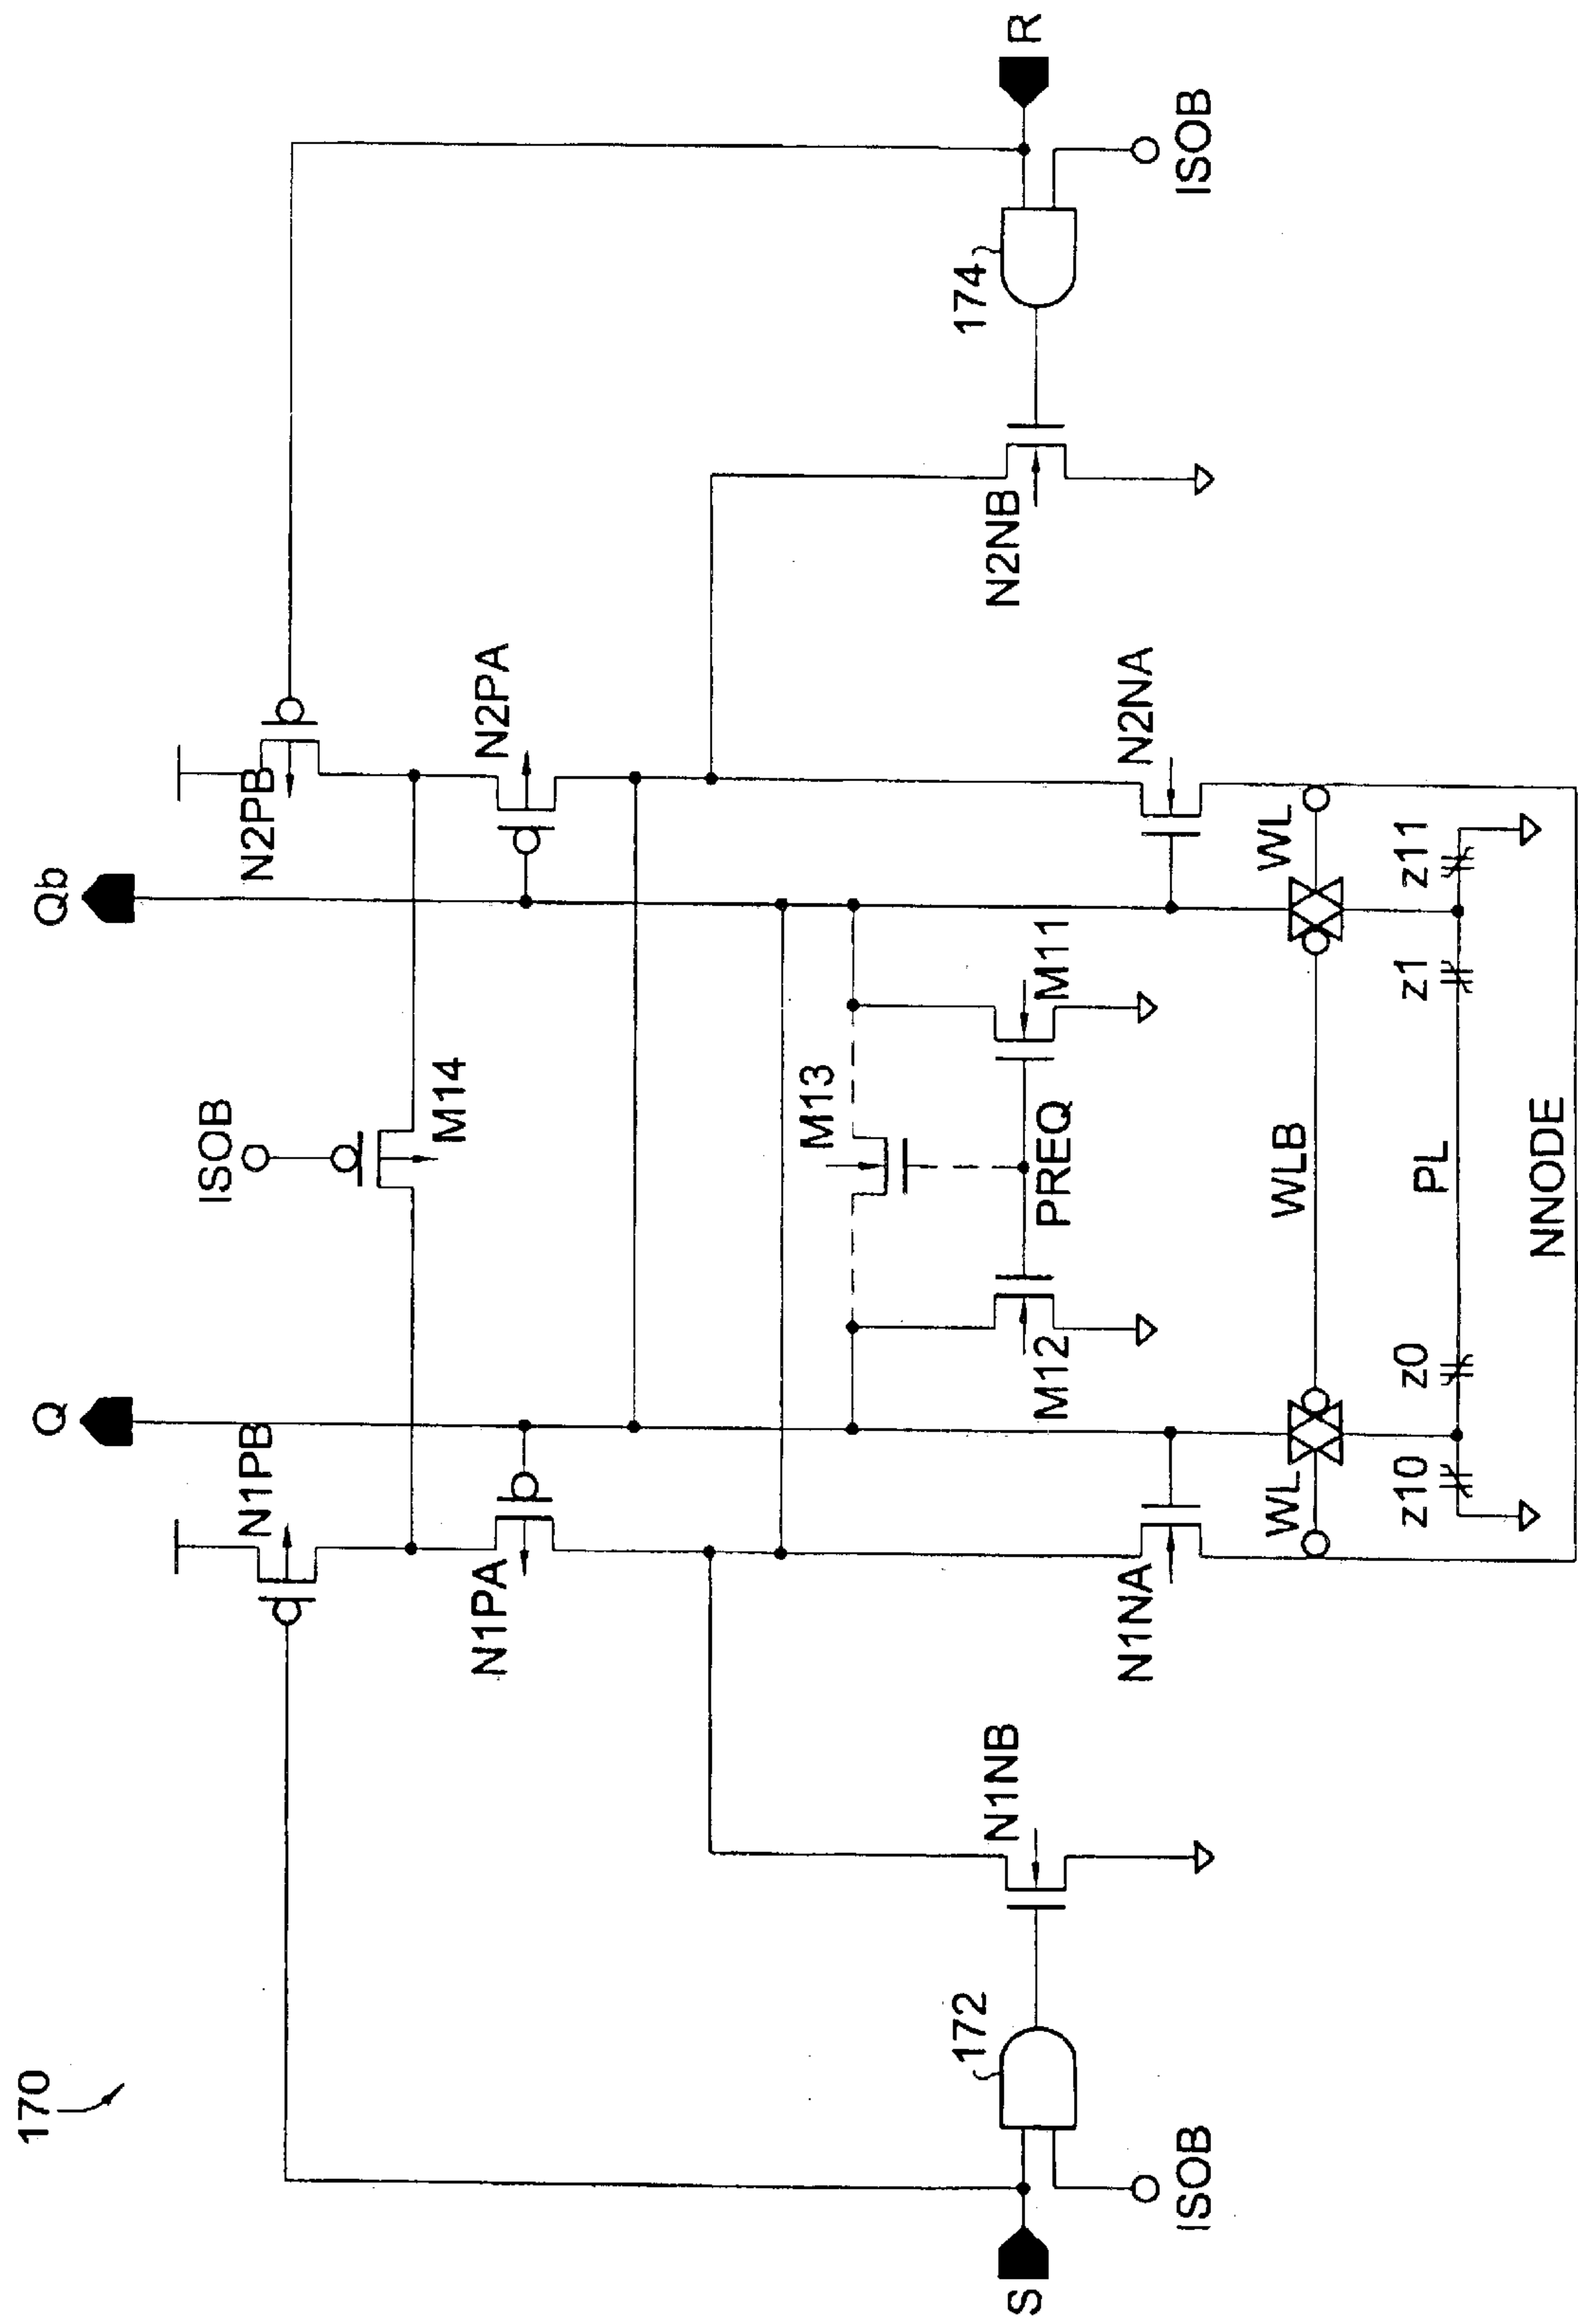 170
Q
Qb
N1PB
N2PB
ISOB
M14
N1PA
N2PA
M13
N1NB
M12
M11
PREQ
N2NB
172
174
S
R
ISOB
ISOB
N1NA
N2NA
WL
WLB
WL
z10
z0
PL
z1
z11
NNODE